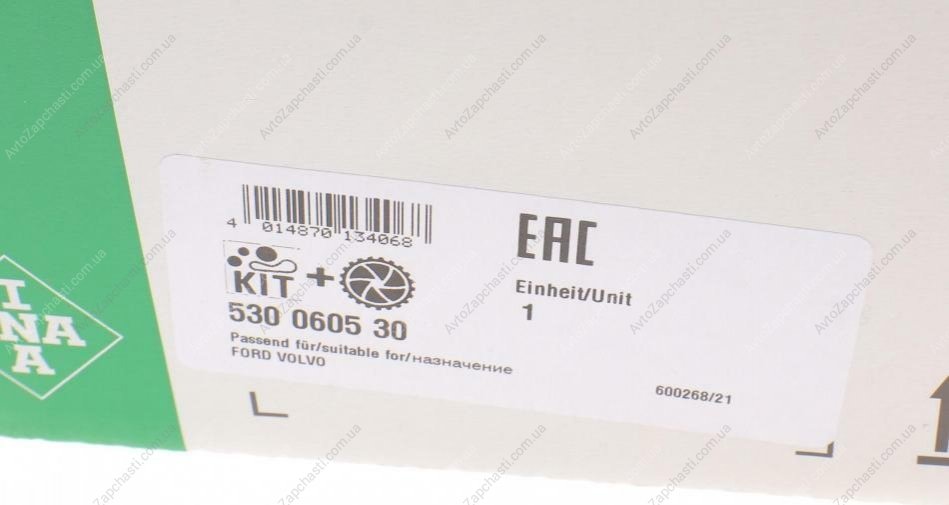 I
NA
A
4 014870 134068
EAC
KIT +
530 0605 30
Einheit/Unit
1
Passend für/suitable for/назначение
FORD VOLVO
600268/21
AvtoZapchasti.com.ua